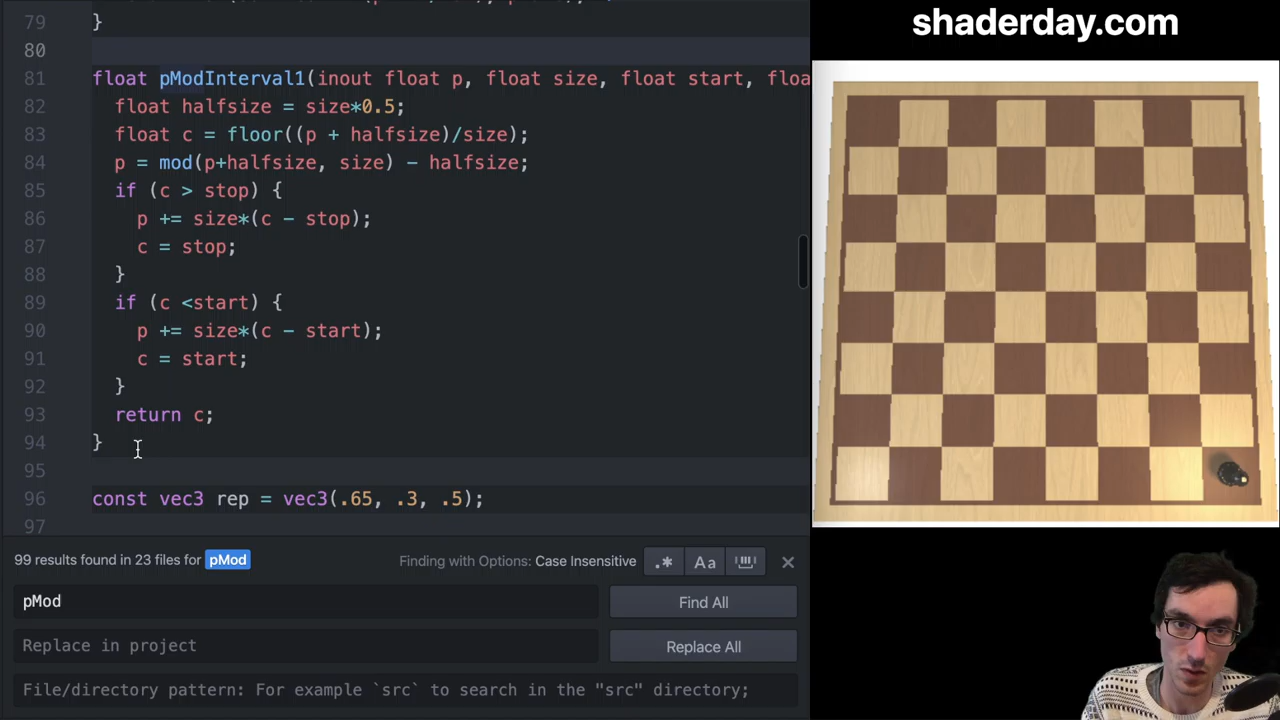 shaderday.com
79 }
80
81 float pModInterval1(inout float p, float size, float start, floa
82 float halfsize = size*0.5;
83 float c = floor((p + halfsize)/size);
84 p = mod(p+halfsize, size) - halfsize;
85 if (c > stop) {
86 p += size*(c - stop);
87 c = stop;
88 }
89 if (c <start) {
90 p += size*(c - start);
91 c = start;
92 }
93 return c;
94 }
95
96 const vec3 rep = vec3(.65, .3, .5);
97
99 results found in 23 files for pMod
Finding with Options: Case Insensitive
.* Aa
pMod
Find All
Replace in project
Replace All
File/directory pattern: For example `src` to search in the "src" directory;